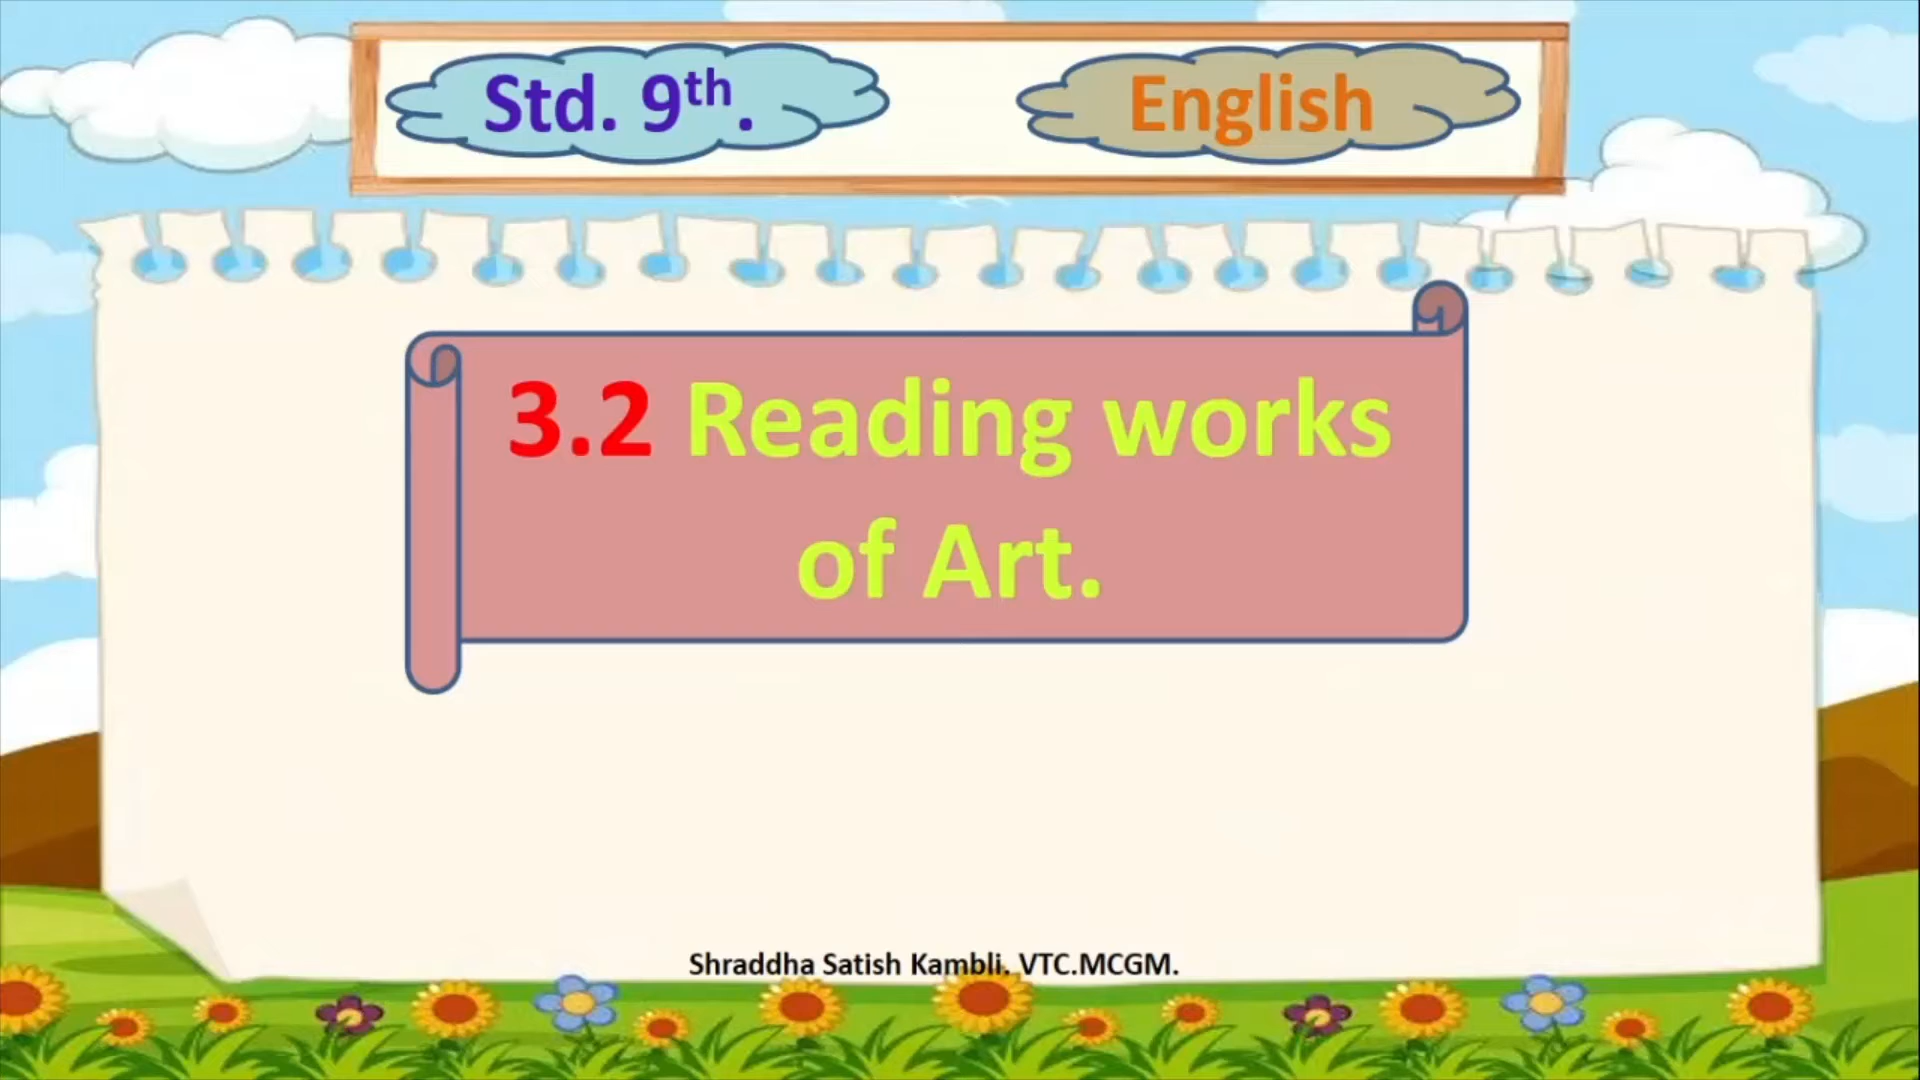 Std. 9th.
English
3.2 Reading works
of Art.
Shraddha Satish Kambli. VTC.MCGM.